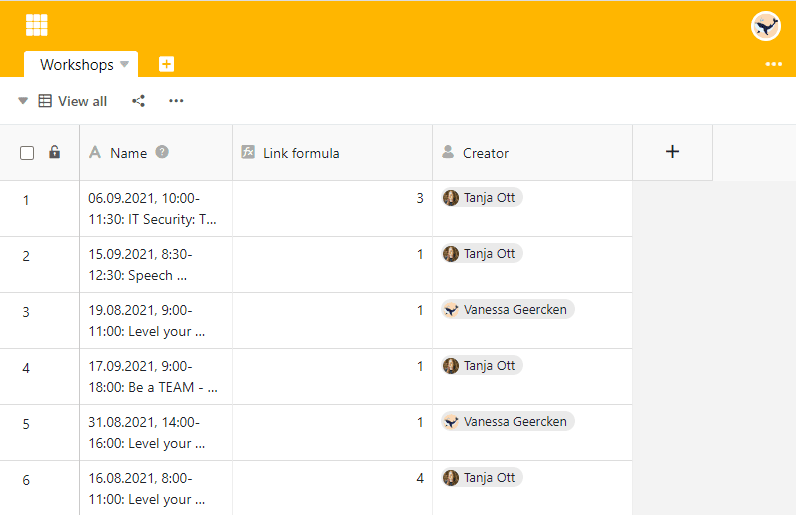 Workshops
View all
Name
Link formula
Creator
1
06.09.2021, 10:00-
11:30: IT Security: T...
3
Tanja Ott
2
15.09.2021, 8:30-
12:30: Speech ...
1
Tanja Ott
3
19.08.2021, 9:00-
11:00: Level your ...
1
Vanessa Geercken
4
17.09.2021, 9:00-
18:00: Be a TEAM - ...
1
Tanja Ott
5
31.08.2021, 14:00-
16:00: Level your ...
1
Vanessa Geercken
6
16.08.2021, 8:00-
11:00: Level your ...
4
Tanja Ott